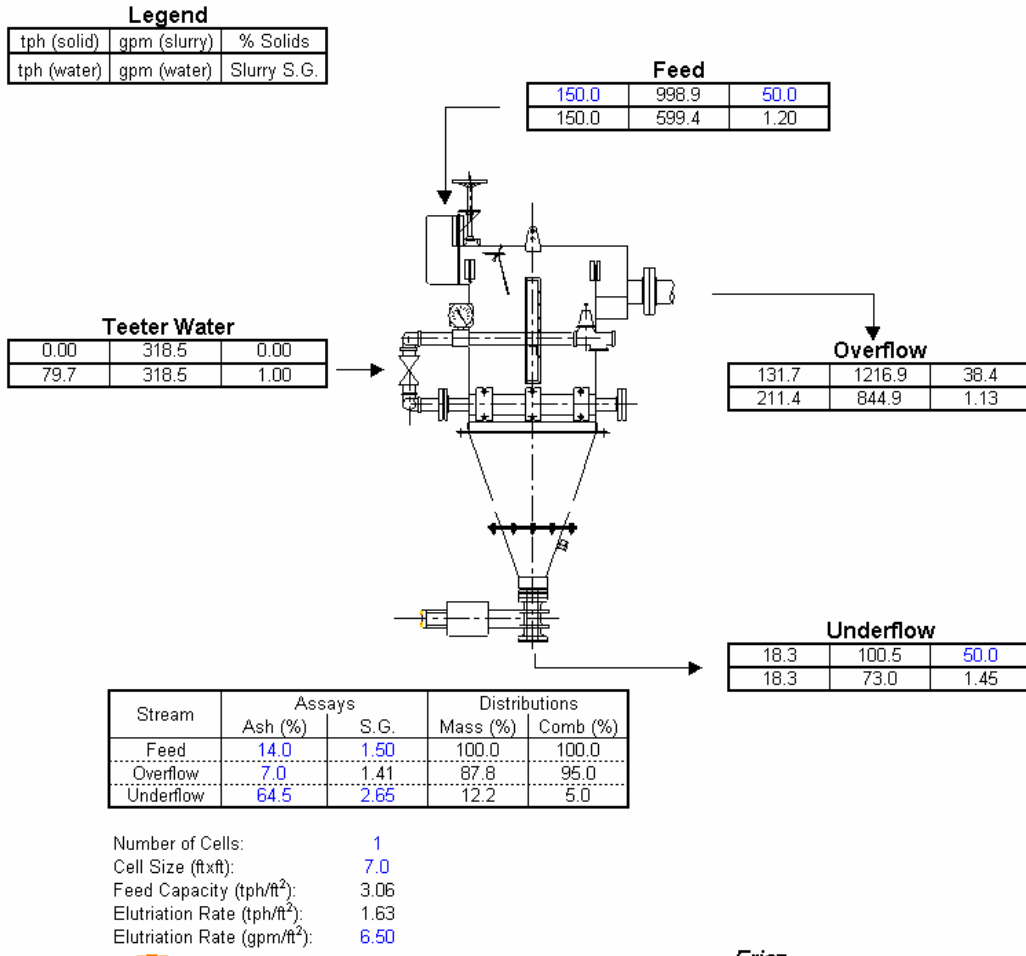 Legend
tph (solid) gpm (slurry) % Solids
tph (water) gpm (water) Slurry S.G.
Feed
150.0 998.9 50.0
150.0 599.4 1.20
Teeter Water
0.00 318.5 0.00
79.7 318.5 1.00
Overflow
131.7 1216.9 38.4
211.4 844.9 1.13
Underflow
18.3 100.5 50.0
18.3 73.0 1.45
Stream Assays Distributions
Ash (%) S.G. Mass (%) Comb (%)
Feed 14.0 1.50 100.0 100.0
Overflow 7.0 1.41 87.8 95.0
Underflow 64.5 2.65 12.2 5.0
Number of Cells: 1
Cell Size (ftxft): 7.0
Feed Capacity (tph/ft²): 3.06
Elutriation Rate (tph/ft²): 1.63
Elutriation Rate (gpm/ft²): 6.50